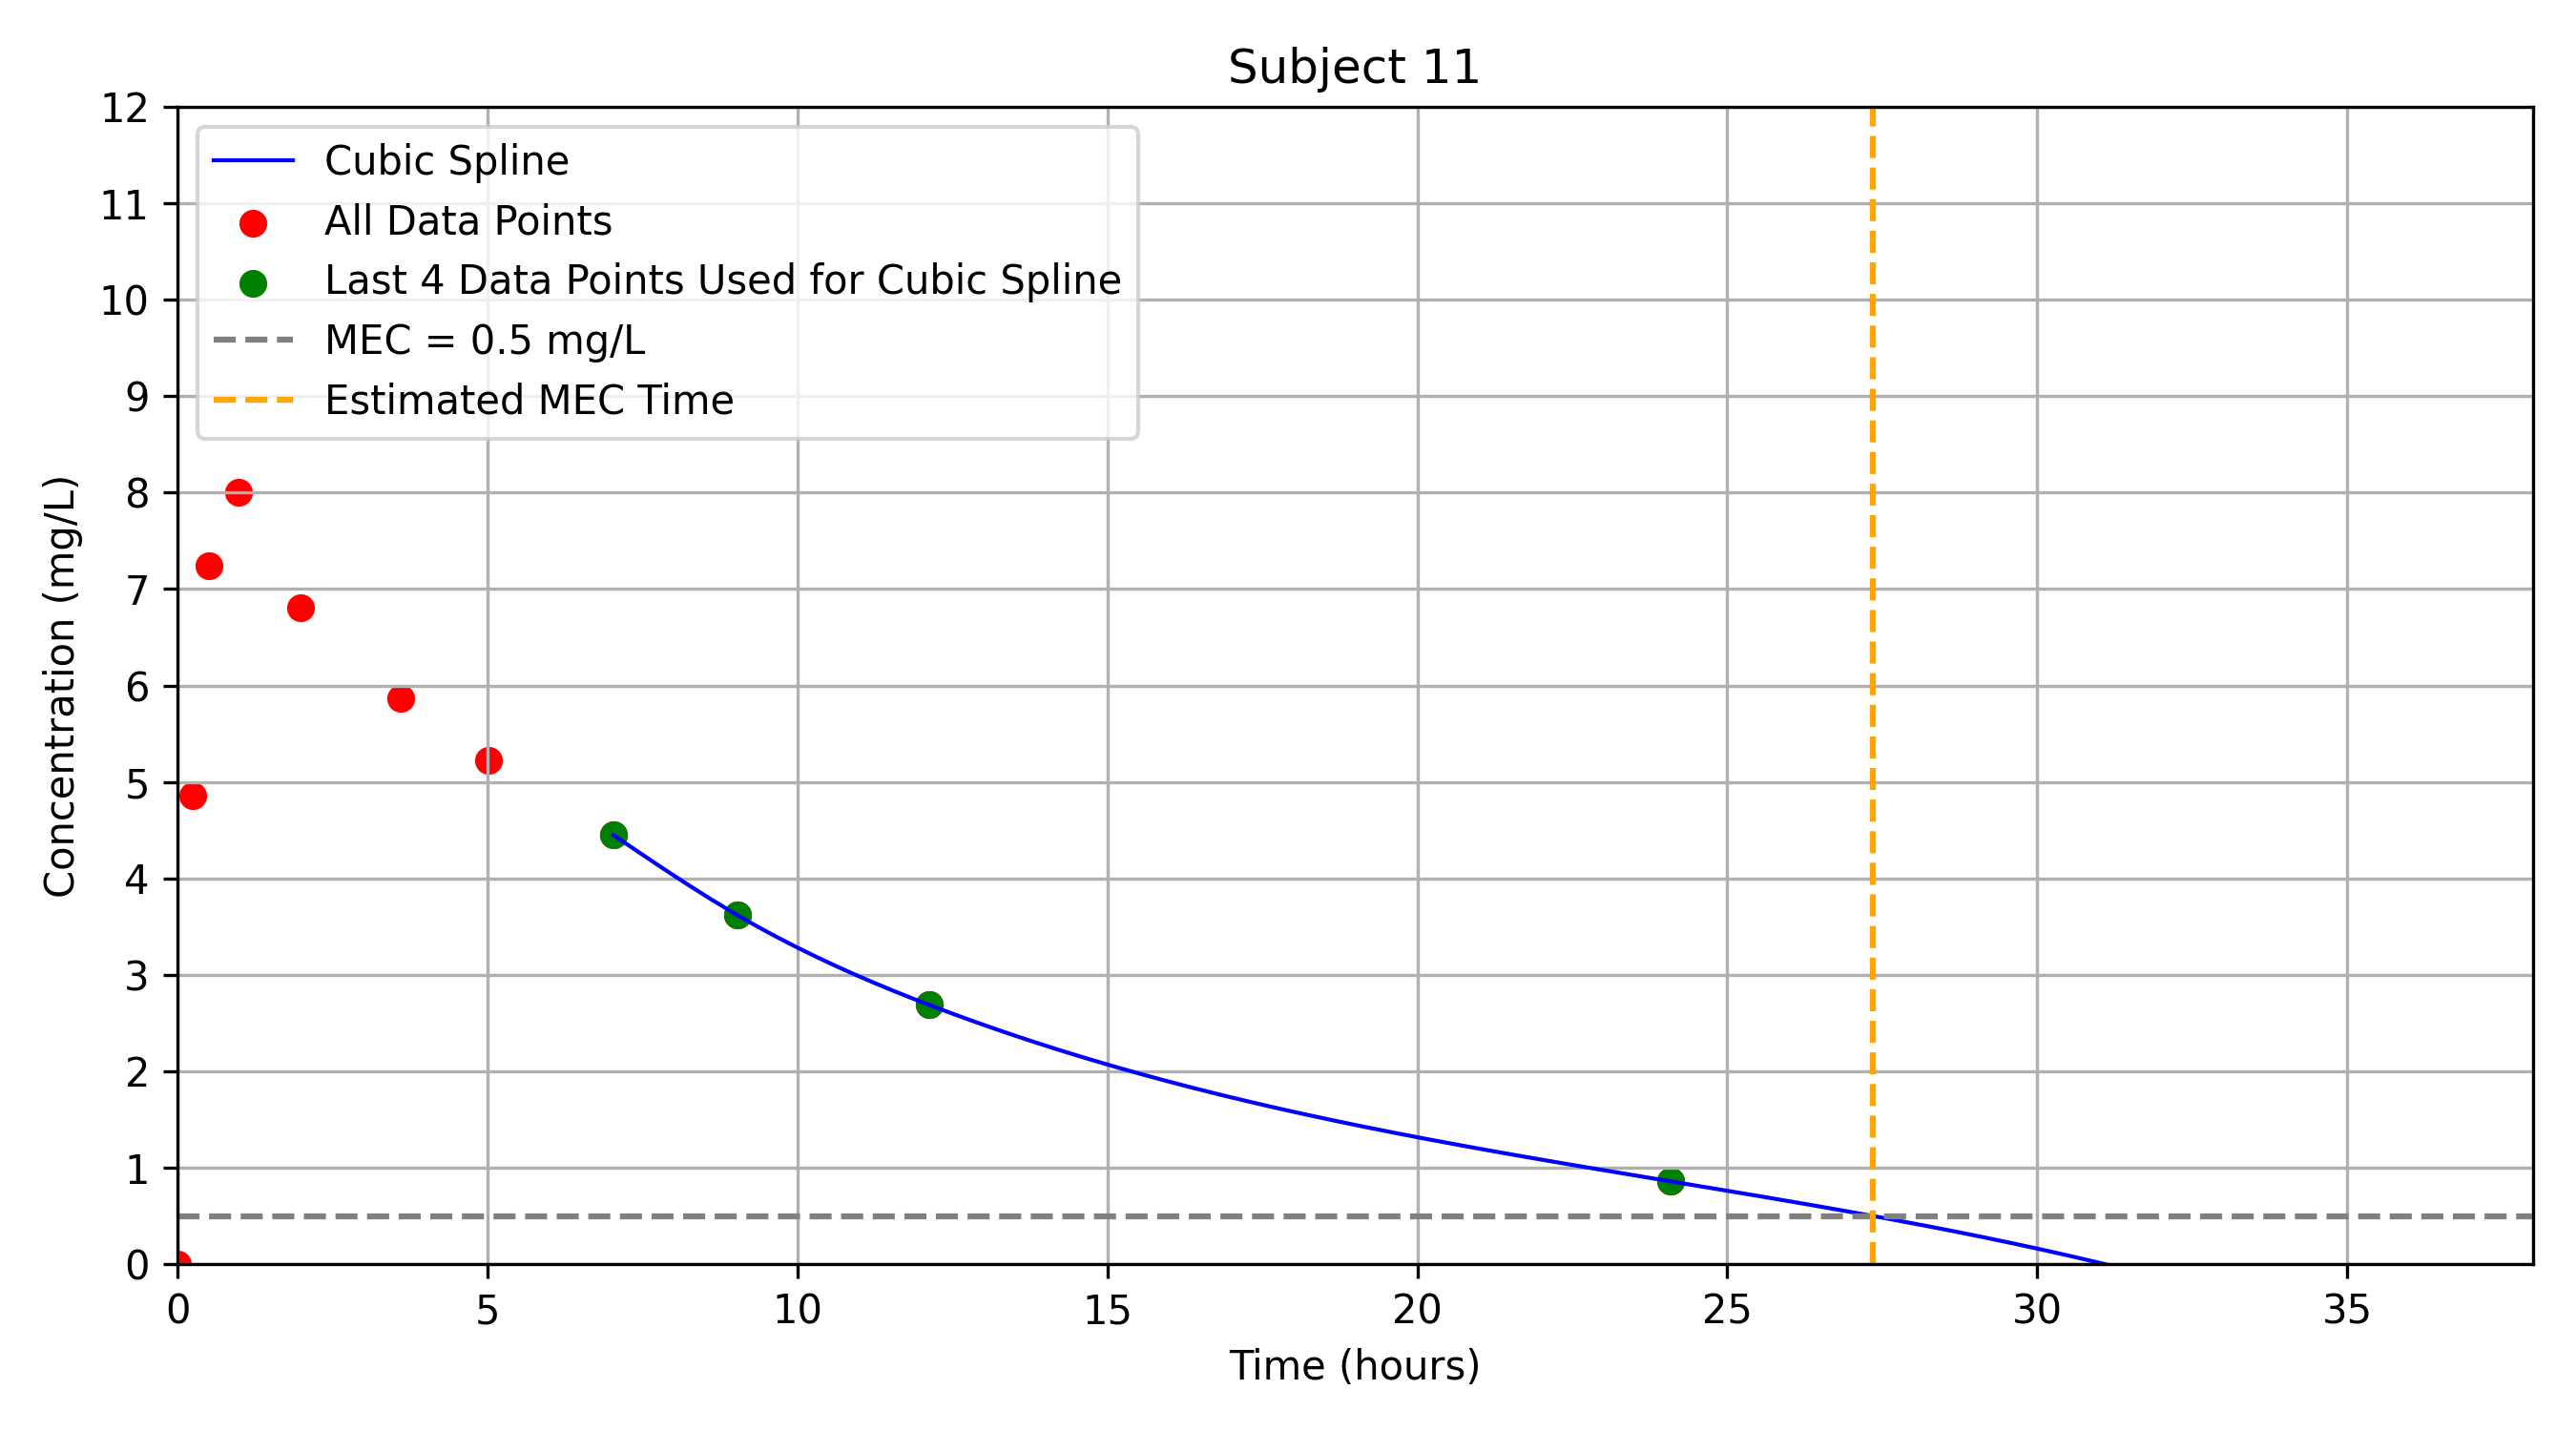 Subject 11
12
11
10
9
8
7
6
5
4
3
2
1
0
Concentration (mg/L)
Cubic Spline
All Data Points
Last 4 Data Points Used for Cubic Spline
MEC = 0.5 mg/L
Estimated MEC Time
0 5 10 15 20 25 30 35
Time (hours)